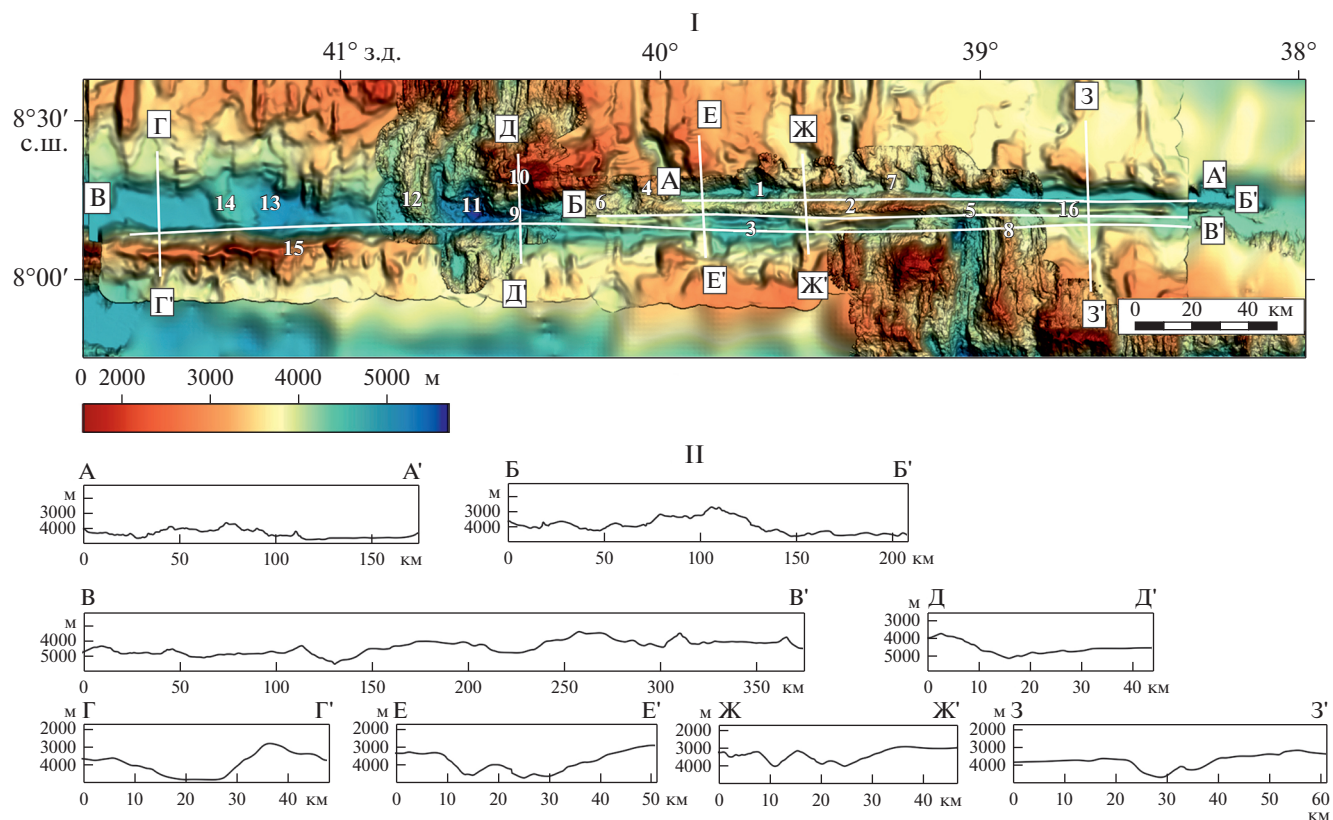 I
41° з.д. 40° 39° 38°
8°30′
с.ш.
8°00′
Г Д Е Ж З
В А Б А' Б' В'
14 13 12 11 10 9 6 4 1 7 2 5 16 3 8 15
Г' Д' Е' Ж' З'
0 20 40 км
0 2000 3000 4000 5000 м
II
А А'
м
3000
4000
0 50 100 150 км
Б Б'
м
3000
4000
0 50 100 150 200 км
В В'
м
4000
5000
0 50 100 150 200 250 300 350 км
Д Д'
м
3000
4000
5000
0 10 20 30 40 км
м Г Г'
2000
3000
4000
0 10 20 30 40 км
м Е Е'
2000
3000
4000
0 10 20 30 40 50 км
м Ж Ж'
2000
3000
4000
0 10 20 30 40 км
м З З'
2000
3000
4000
0 10 20 30 40 50 60
км